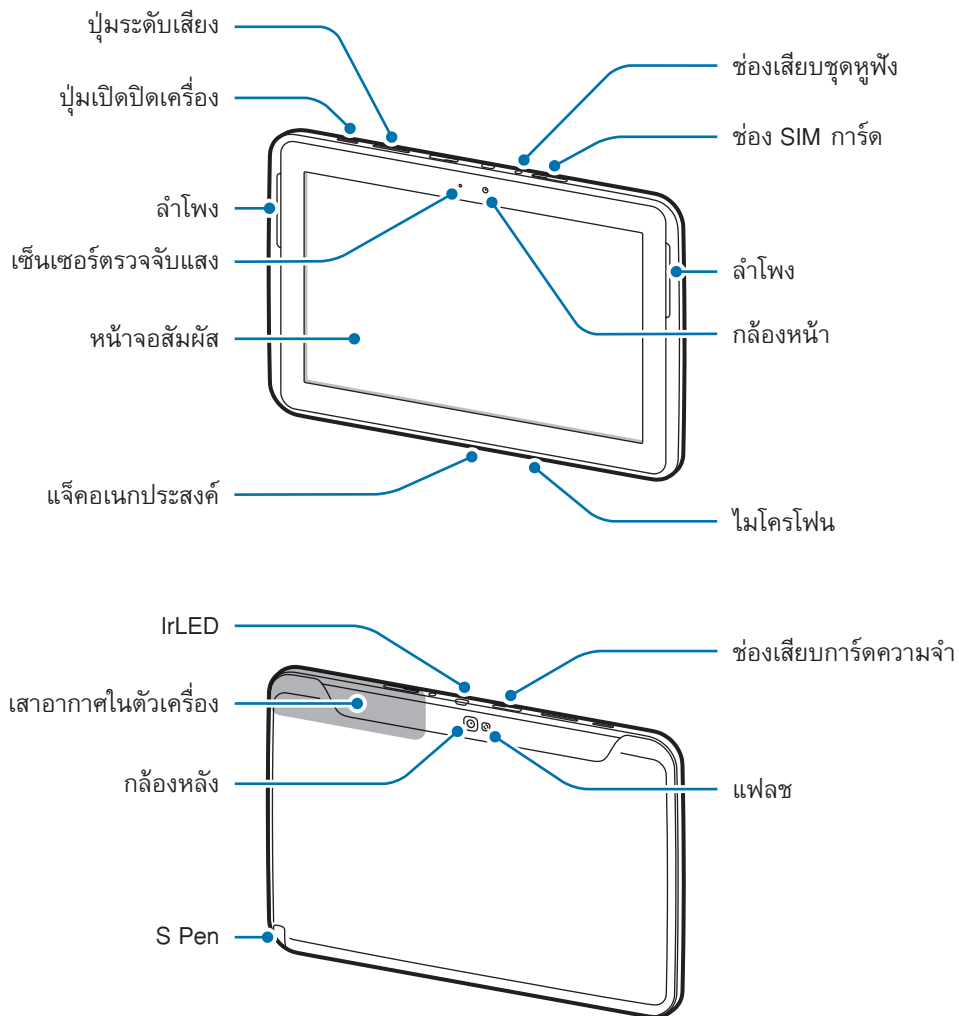 ปุ่มระดับเสียง
ปุ่มเปิดปิดเครื่อง
ลำโพง
เซ็นเซอร์ตรวจจับแสง
หน้าจอสัมผัส
แจ็คอเนกประสงค์
ช่องเสียบชุดหูฟัง
ช่อง SIM การ์ด
ลำโพง
กล้องหน้า
ไมโครโฟน
IrLED
เสาอากาศในตัวเครื่อง
กล้องหลัง
S Pen
ช่องเสียบการ์ดความจำ
แฟลช